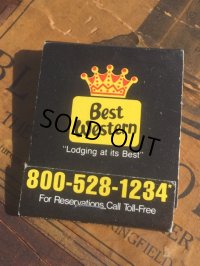 Best
Western
SOLD OUT
"Lodging at its Best"
800-528-1234*
For Reservations, Call Toll-Free